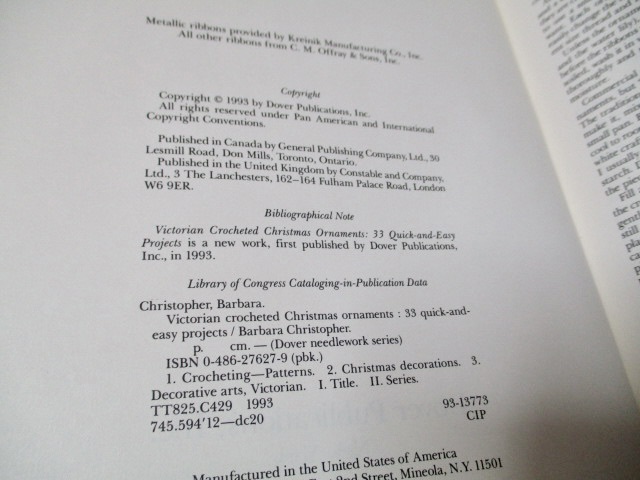 Metallic ribbons provided by Kreinik Manufacturing Co., Inc.
All other ribbons from C. M. Offray & Sons, Inc.
Copyright
Copyright © 1993 by Dover Publications, Inc.
All rights reserved under Pan American and International
Copyright Conventions.
Published in Canada by General Publishing Company, Ltd., 30
Lesmill Road, Don Mills, Toronto, Ontario.
Published in the United Kingdom by Constable and Company,
Ltd., 3 The Lanchesters, 162–164 Fulham Palace Road, London
W6 9ER.
Bibliographical Note
Victorian Crocheted Christmas Ornaments: 33 Quick-and-Easy
Projects is a new work, first published by Dover Publications,
Inc., in 1993.
Library of Congress Cataloging-in-Publication Data
Christopher, Barbara.
Victorian crocheted Christmas ornaments : 33 quick-and-
easy projects / Barbara Christopher.
p. cm. — (Dover needlework series)
ISBN 0-486-27627-9 (pbk.)
1. Crocheting—Patterns. 2. Christmas decorations. 3.
Decorative arts, Victorian. I. Title. II. Series.
TT825.C429 1993
93-13773
745.594'12—dc20
CIP
Manufactured in the United States of America
2nd Street, Mineola, N.Y. 11501